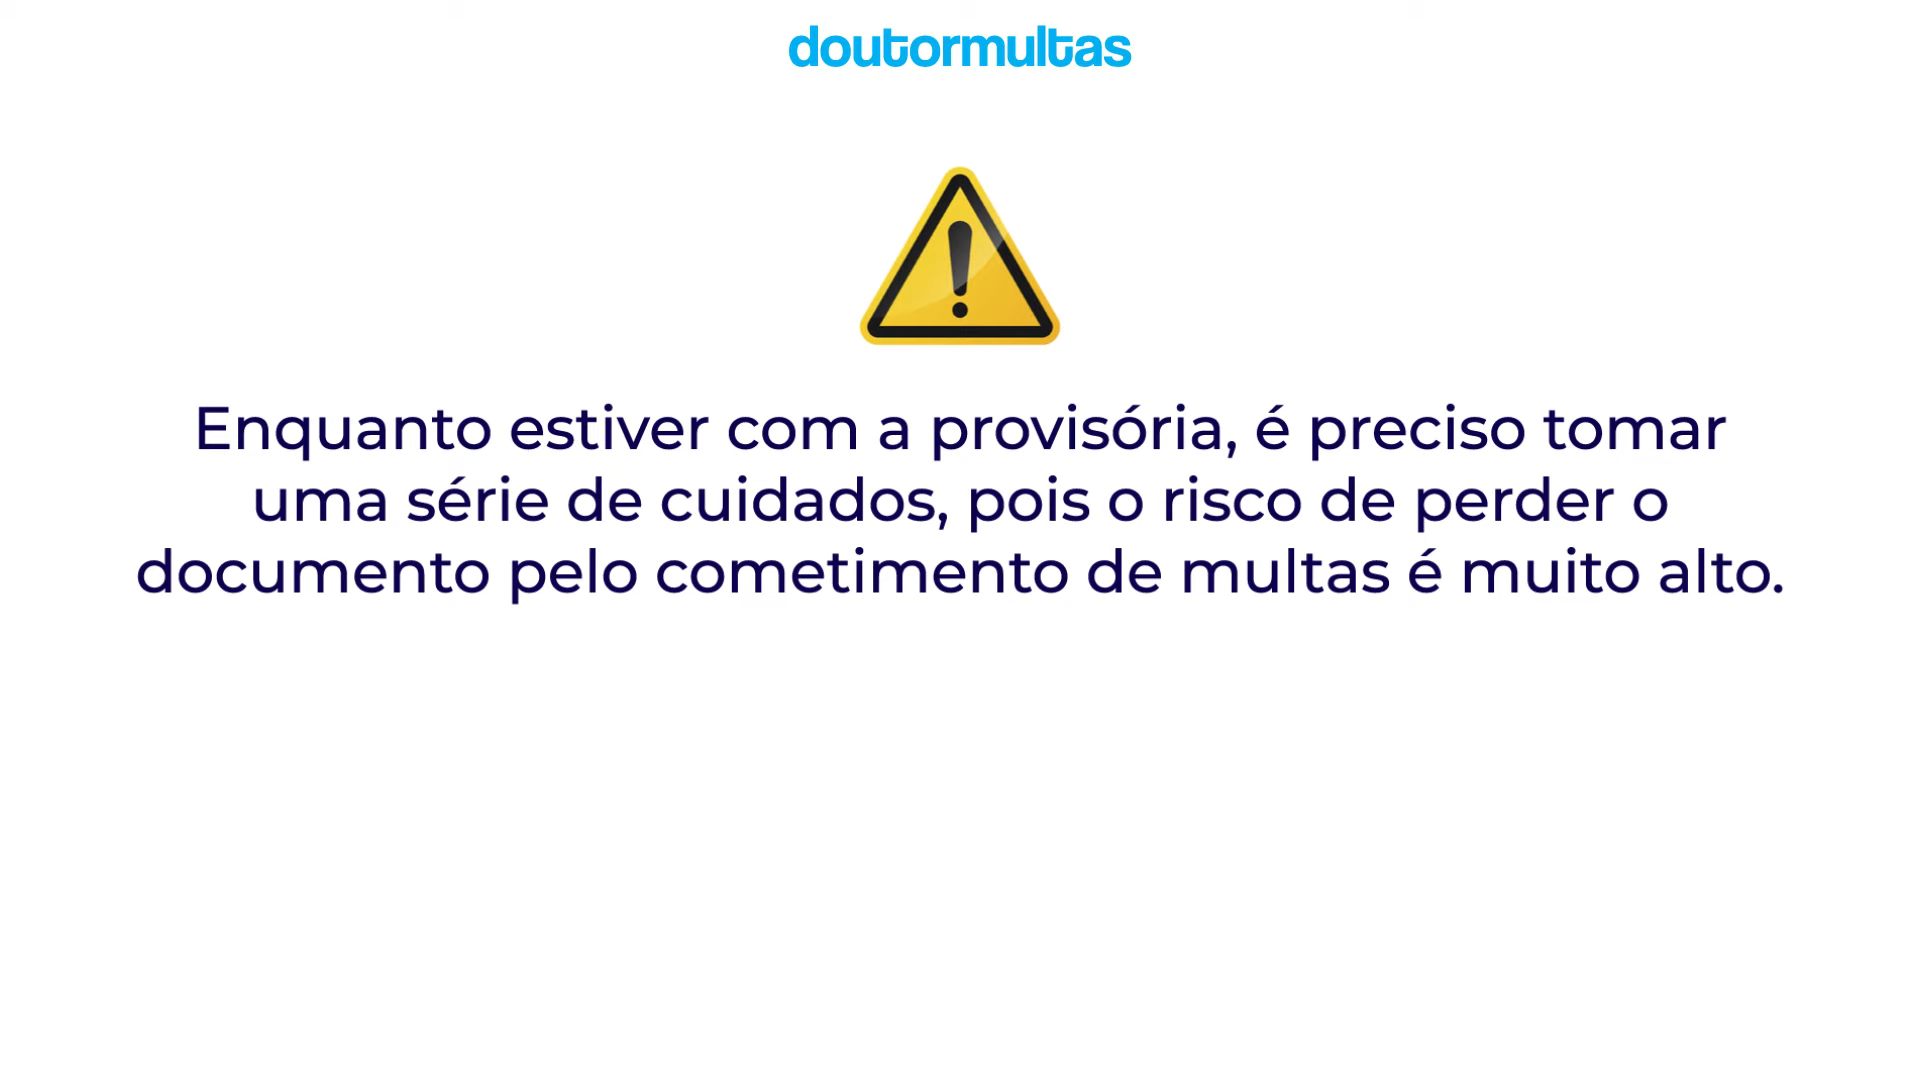 doutormultas
Enquanto estiver com a provisória, é preciso tomar
uma série de cuidados, pois o risco de perder o
documento pelo cometimento de multas é muito alto.